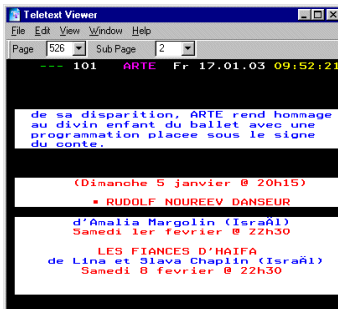 Teletext Viewer
File Edit View Window Help
Page 526 Sub Page 2
--- 101 ARTE Fr 17.01.03 09:52:21
de sa disparition, ARTE rend hommage
au divin enfant du ballet avec une
programmation placee sous le signe
du conte.
(Dimanche 5 janvier @ 20h15)
▪ RUDOLF NOUREEV DANSEUR
d'Amalia Margolin (IsraÄl)
Samedi 1er fevrier @ 22h30
LES FIANCES D'HAIFA
de Lina et Slava Chaplin (IsraÄl)
Samedi 8 fevrier @ 22h30